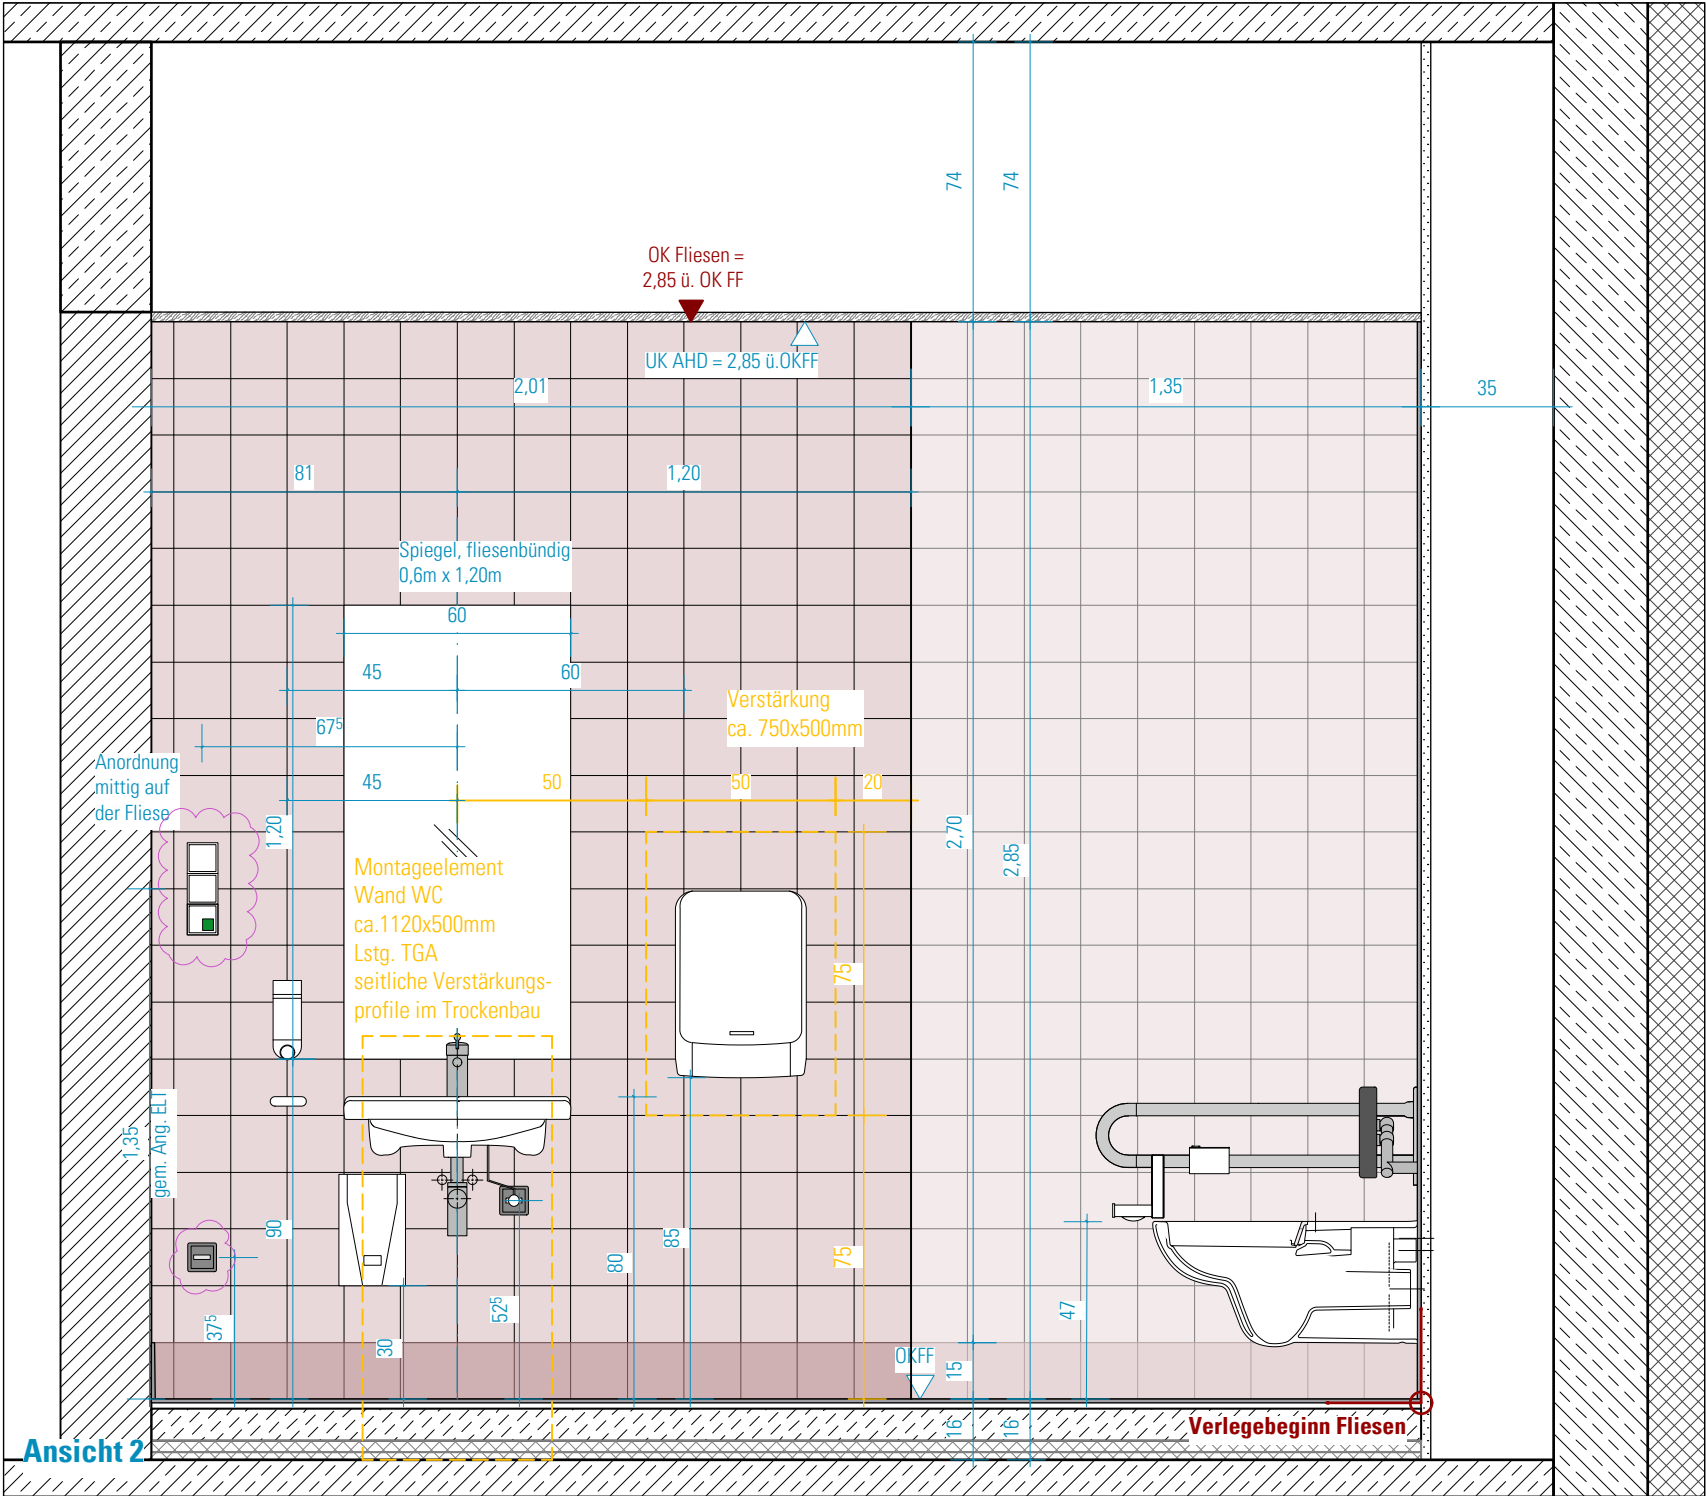 74
74
OK Fliesen =
2,85 ü. OK FF
UK AHD = 2,85 ü.OKFF
2,01
1,35
35
81
1,20
Spiegel, fliesenbündig
0,6m x 1,20m
60
45
60
67⁵
Verstärkung
ca. 750x500mm
Anordnung
mittig auf
der Fliese
45
50
50
20
1,20
2,70
2,85
Montageelement
Wand WC
ca.1120x500mm
Lstg. TGA
seitliche Verstärkungs-
profile im Trockenbau
75
1,35
gem. Ang. ELT
90
80
85
75
37⁵
30
52⁵
47
OKFF
15
16
16
Verlegebeginn Fliesen
Ansicht 2